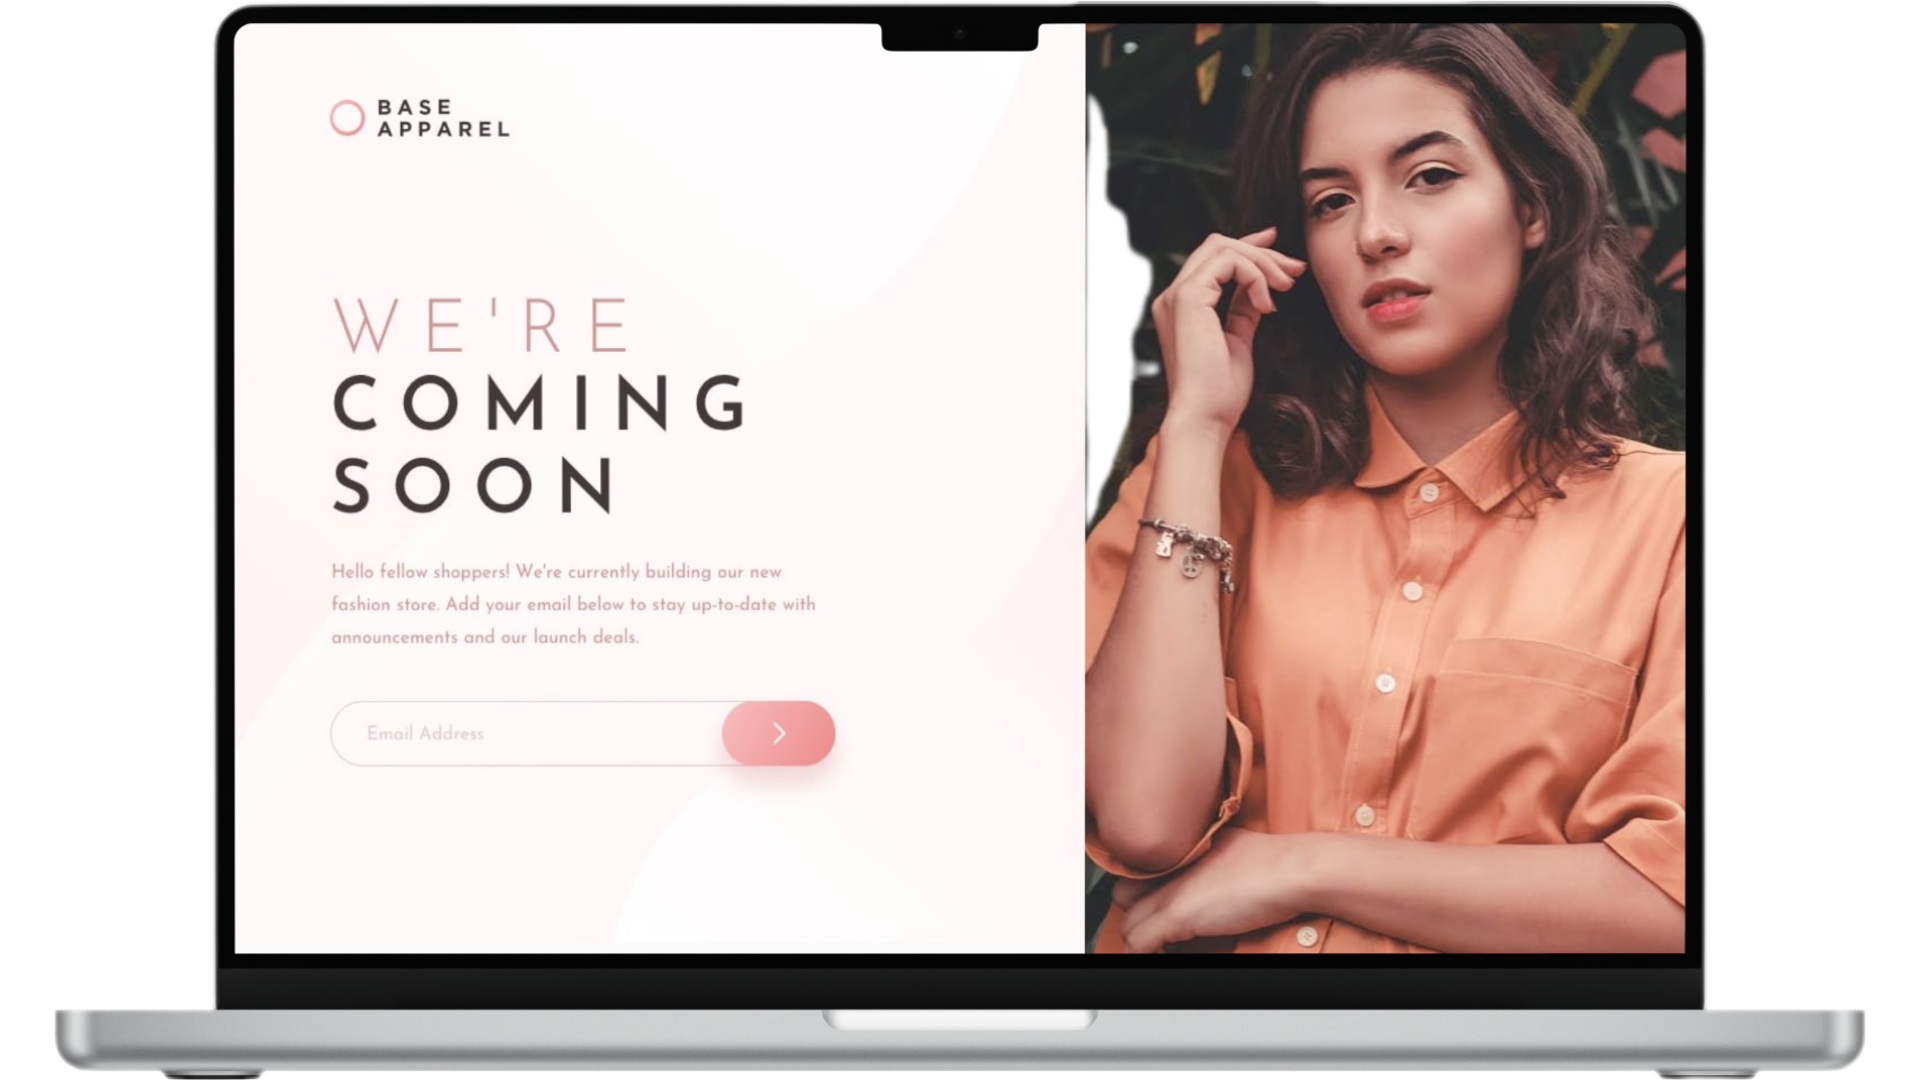 BASE
APPAREL
WE'RE
COMING
SOON
Hello fellow shoppers! We're currently building our new
fashion store. Add your email below to stay up-to-date with
announcements and our launch deals.
Email Address